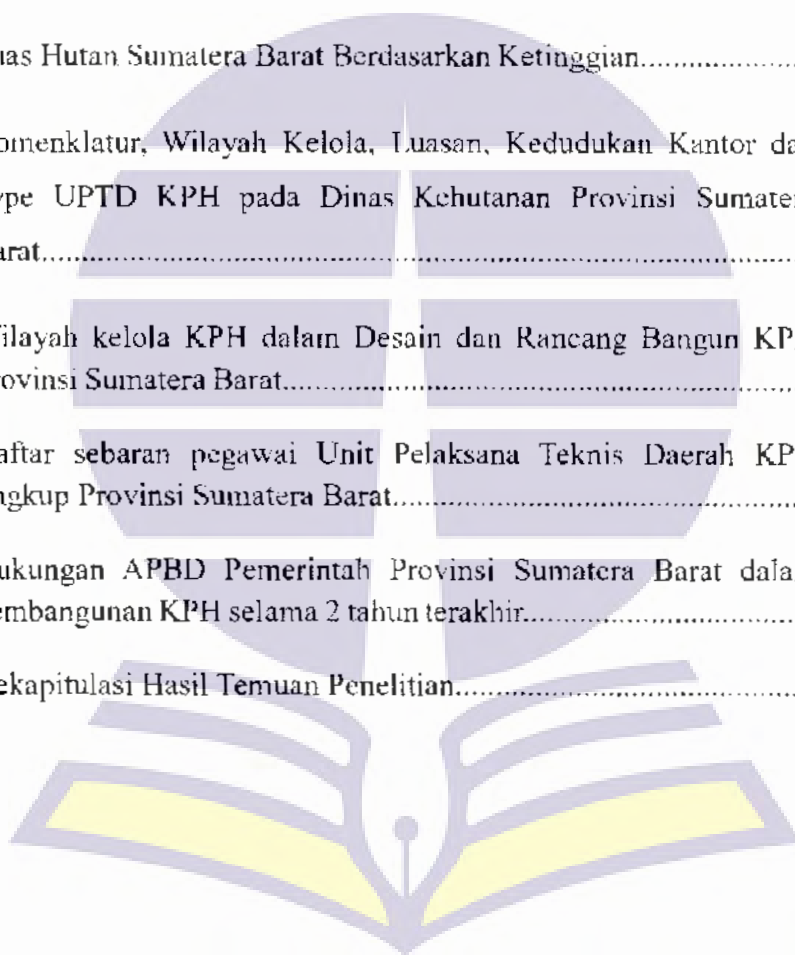 uas Hutan Sumatera Barat Berdasarkan Ketinggian....................
omenklatur, Wilayah Kelola, Luasan, Kedudukan Kantor da
ype UPTD KPH pada Dinas Kehutanan Provinsi Sumate
arat....................................................................................
ilayah kelola KPH dalam Desain dan Rancang Bangun KP
rovinsi Sumatera Barat..........................................................
aftar sebaran pegawai Unit Pelaksana Teknis Daerah KP
ngkup Provinsi Sumatera Barat..............................................
ukungan APBD Pemerintah Provinsi Sumatera Barat dala
embangunan KPH selama 2 tahun terakhir...............................
ekapitulasi Hasil Temuan Penelitian.......................................